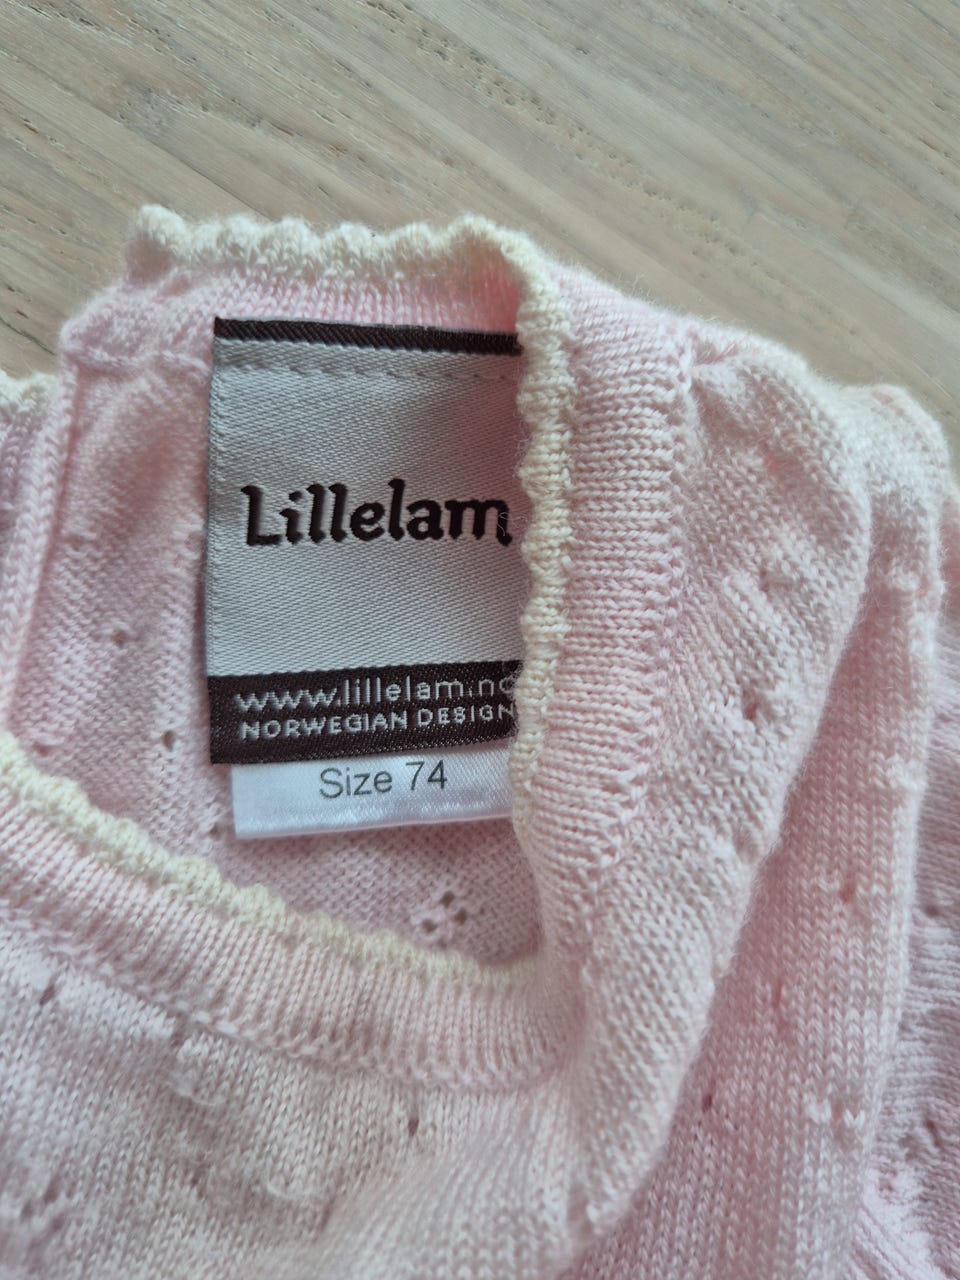 Lillelam
www.lillelam.no
NORWEGIAN DESIGN
Size 74